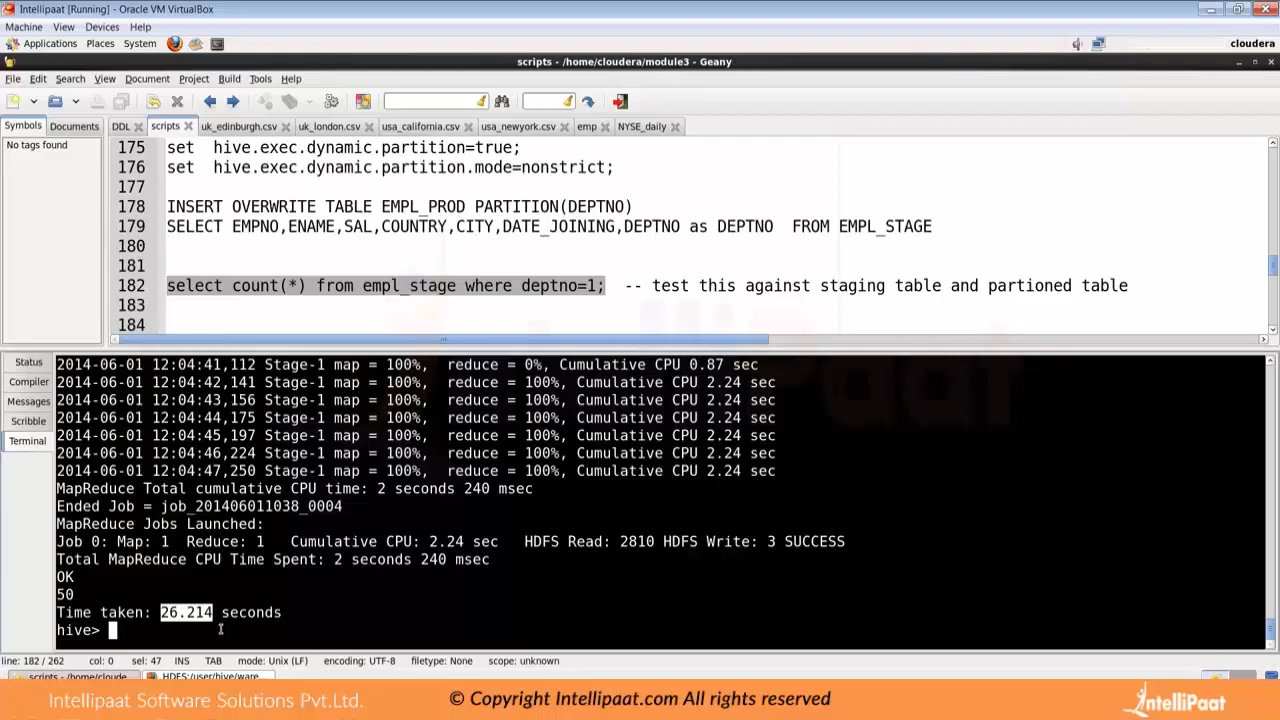 Intellipaat [Running] - Oracle VM VirtualBox
Machine View Devices Help
Applications Places System cloudera
scripts - /home/cloudera/module3 - Geany
File Edit Search View Document Project Build Tools Help
Symbols Documents DDL scripts uk_edinburgh.csv uk_london.csv usa_california.csv usa_newyork.csv emp NYSE_daily
No tags found
175 set hive.exec.dynamic.partition=true;
176 set hive.exec.dynamic.partition.mode=nonstrict;
177
178 INSERT OVERWRITE TABLE EMPL_PROD PARTITION(DEPTNO)
179 SELECT EMPNO,ENAME,SAL,COUNTRY,CITY,DATE_JOINING,DEPTNO as DEPTNO FROM EMPL_STAGE
180
181
182 select count(*) from empl_stage where deptno=1; -- test this against staging table and partioned table
183
184
Status
Compiler
Messages
Scribble
Terminal
2014-06-01 12:04:41,112 Stage-1 map = 100%, reduce = 0%, Cumulative CPU 0.87 sec
2014-06-01 12:04:42,141 Stage-1 map = 100%, reduce = 100%, Cumulative CPU 2.24 sec
2014-06-01 12:04:43,156 Stage-1 map = 100%, reduce = 100%, Cumulative CPU 2.24 sec
2014-06-01 12:04:44,175 Stage-1 map = 100%, reduce = 100%, Cumulative CPU 2.24 sec
2014-06-01 12:04:45,197 Stage-1 map = 100%, reduce = 100%, Cumulative CPU 2.24 sec
2014-06-01 12:04:46,224 Stage-1 map = 100%, reduce = 100%, Cumulative CPU 2.24 sec
2014-06-01 12:04:47,250 Stage-1 map = 100%, reduce = 100%, Cumulative CPU 2.24 sec
MapReduce Total cumulative CPU time: 2 seconds 240 msec
Ended Job = job_201406011038_0004
MapReduce Jobs Launched:
Job 0: Map: 1 Reduce: 1 Cumulative CPU: 2.24 sec HDFS Read: 2810 HDFS Write: 3 SUCCESS
Total MapReduce CPU Time Spent: 2 seconds 240 msec
OK
50
Time taken: 26.214 seconds
hive>
line: 182 / 262 col: 0 sel: 47 INS TAB mode: Unix (LF) encoding: UTF-8 filetype: None scope: unknown
scripts - /home/cloude... HDFS:/user/hive/ware...
Intellipaat Software Solutions Pvt.Ltd. © Copyright Intellipaat.com All rights reserved IntelliPaat